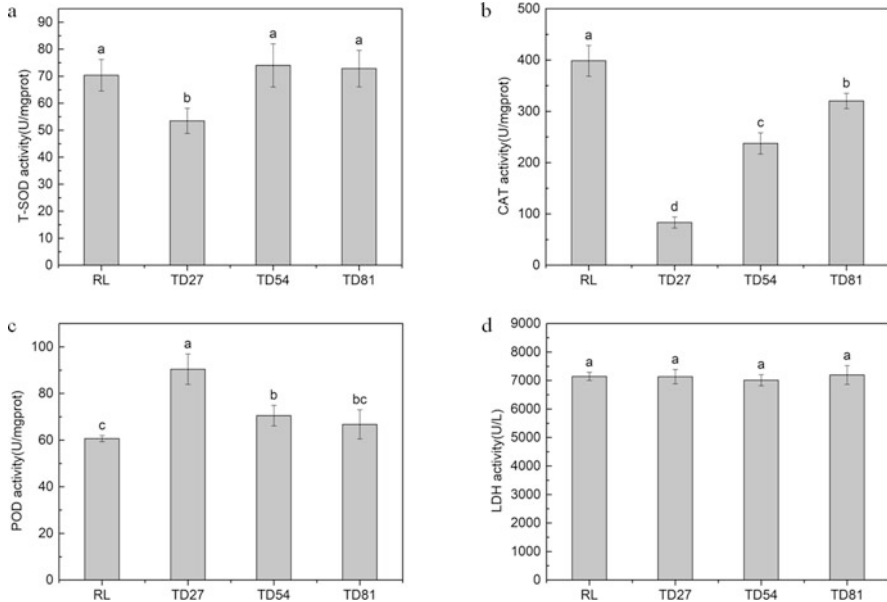 a
90
80
70
60
50
40
30
20
10
0
T-SOD activity(U/mgprot)
a
b
a
a
RL TD27 TD54 TD81
b
500
400
300
200
100
0
CAT activity(U/mgprot)
a
d
c
b
RL TD27 TD54 TD81
c
100
80
60
40
20
0
POD activity(U/mgprot)
c
a
b
bc
RL TD27 TD54 TD81
d
9000
8000
7000
6000
5000
4000
3000
2000
1000
0
LDH activity(U/L)
a
a
a
a
RL TD27 TD54 TD81